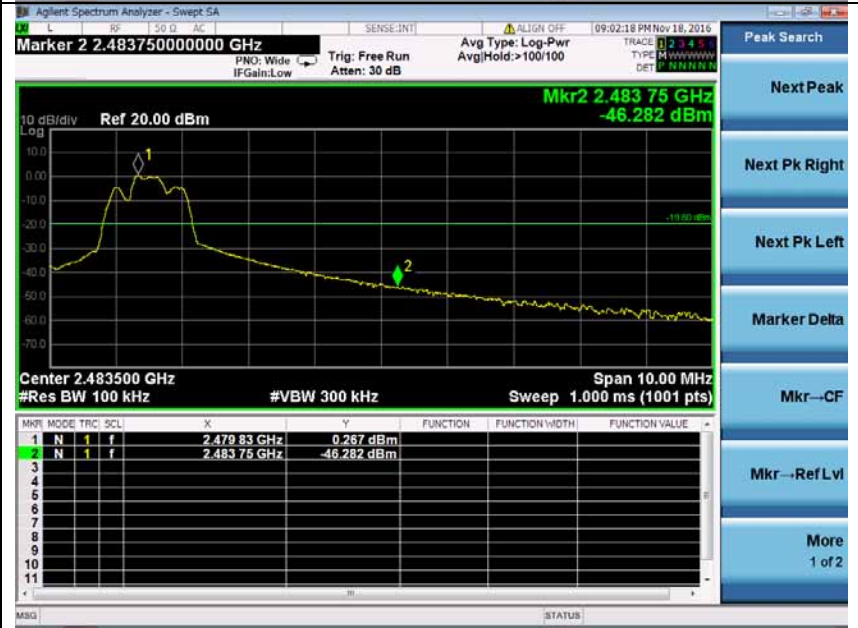 Agilent Spectrum Analyzer - Swept SA
L RF 50 Ω AC SENSE:INT ALIGN OFF 09:02:18 PM Nov 18, 2016
Marker 2 2.483750000000 GHz
PNO: Wide
IFGain:Low
Trig: Free Run
Atten: 30 dB
Avg Type: Log-Pwr
Avg|Hold:>100/100
TRACE 1 2 3 4 5 6
TYPE M WWWWW
DET P N N N N N
Mkr2 2.483 75 GHz
-46.282 dBm
10 dB/div Ref 20.00 dBm
Log
10.0
0.00
-10.0
-20.0
-30.0
-40.0
-50.0
-60.0
-70.0
1
2
Center 2.483500 GHz Span 10.00 MHz
#Res BW 100 kHz #VBW 300 kHz Sweep 1.000 ms (1001 pts)
MKR MODE TRC SCL X Y FUNCTION FUNCTION WIDTH FUNCTION VALUE
1 N 1 f 2.479 83 GHz 0.267 dBm
2 N 1 f 2.483 75 GHz -46.282 dBm
3
4
5
6
7
8
9
10
11
MSG STATUS
Peak Search
Next Peak
Next Pk Right
Next Pk Left
Marker Delta
Mkr→CF
Mkr→Ref Lvl
More
1 of 2